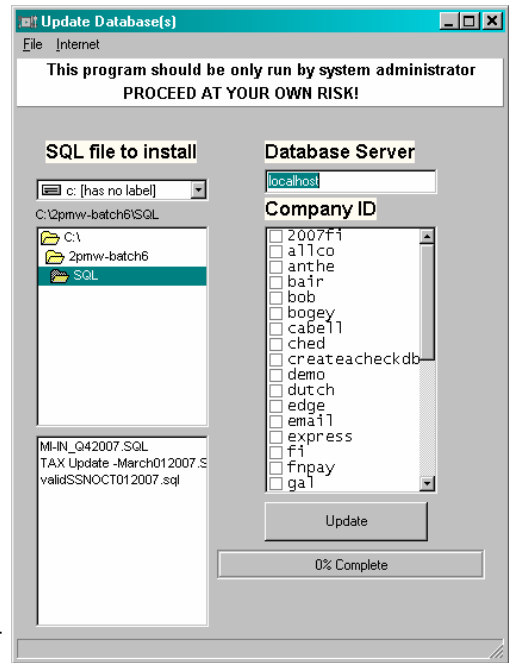 Update Database(s)
File Internet
This program should be only run by system administrator
PROCEED AT YOUR OWN RISK!
SQL file to install
c: [has no label]
C:\2pmw-batch6\SQL
C:\
2pmw-batch6
SQL
MI-IN_Q42007.SQL
TAX Update -March012007.S
validSSNOCT012007.sql
Database Server
localhost
Company ID
2007fi
allco
anthe
bair
bob
bogey
cabell
ched
createacheckdb
demo
dutch
edge
email
express
fi
fnpay
gal
Update
0% Complete